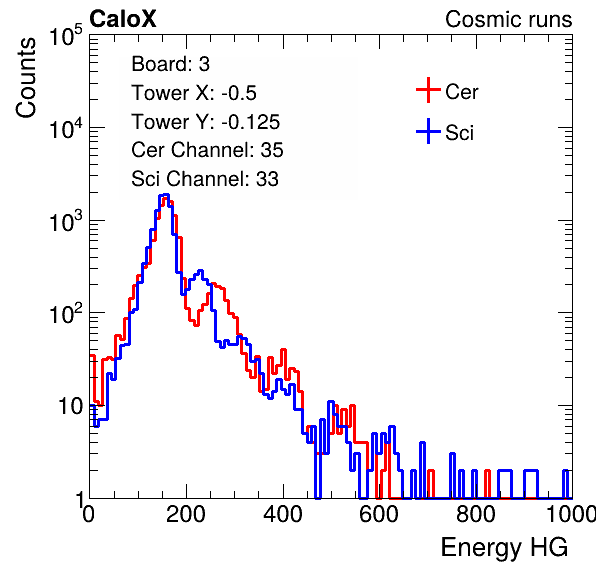 CaloX Cosmic runs
Counts
10^5
10^4
10^3
10^2
10
1
Board: 3
Tower X: -0.5
Tower Y: -0.125
Cer Channel: 35
Sci Channel: 33
Cer
Sci
0 200 400 600 800 1000
Energy HG